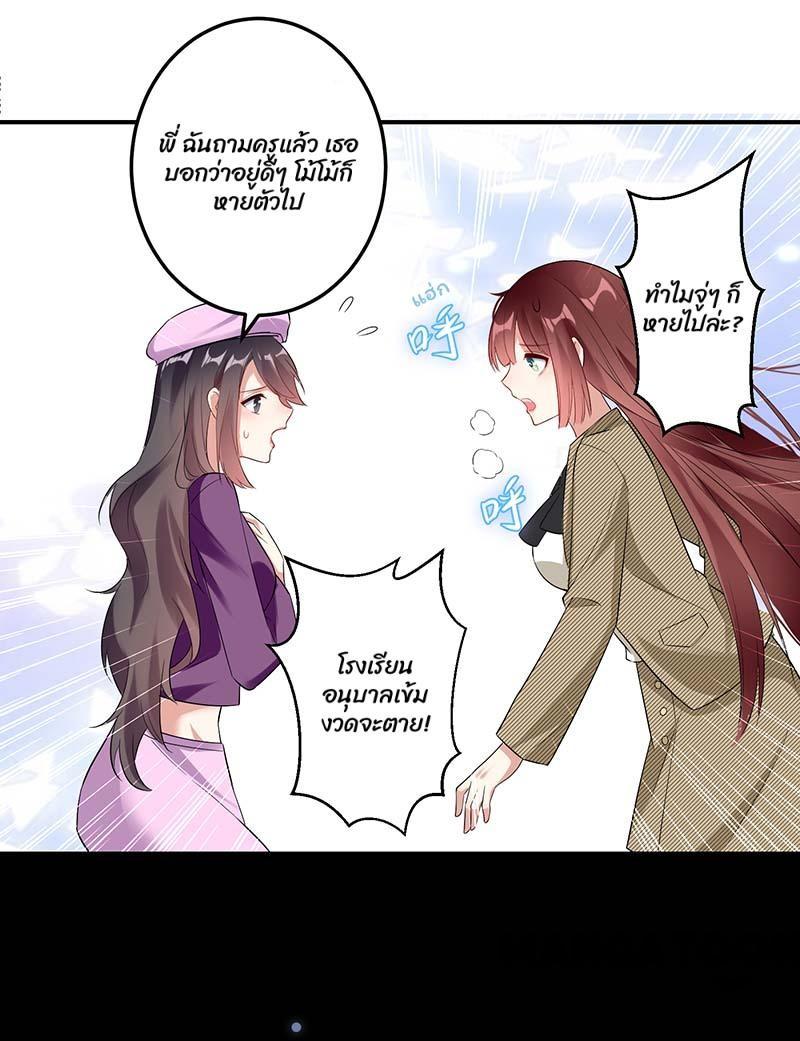 พี่ ฉันถามครูแล้ว เธอ
บอกว่าอยู่ดีๆ โม้โม้ก็
หายตัวไป
ทำไมจู่ๆ ก็
หายไปล่ะ?
แฮ่ก
呼
呼
โรงเรียน
อนุบาลเข้ม
งวดจะตาย!